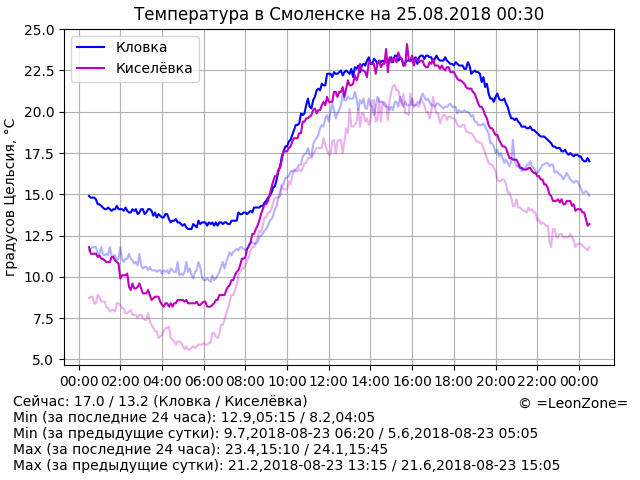 Температура в Смоленске на 25.08.2018 00:30
градусов Цельсия, °C
25.0
22.5
20.0
17.5
15.0
12.5
10.0
7.5
5.0
Кловка
Киселёвка
00:00 02:00 04:00 06:00 08:00 10:00 12:00 14:00 16:00 18:00 20:00 22:00 00:00
Сейчас: 17.0 / 13.2 (Кловка / Киселёвка)
© =LeonZone=
Min (за последние 24 часа): 12.9,05:15 / 8.2,04:05
Min (за предыдущие сутки): 9.7,2018-08-23 06:20 / 5.6,2018-08-23 05:05
Max (за последние 24 часа): 23.4,15:10 / 24.1,15:45
Max (за предыдущие сутки): 21.2,2018-08-23 13:15 / 21.6,2018-08-23 15:05